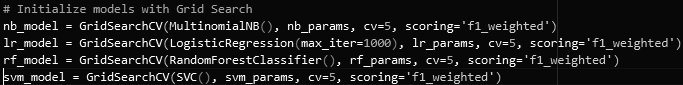 # Initialize models with Grid Search
nb_model = GridSearchCV(MultinomialNB(), nb_params, cv=5, scoring='f1_weighted')
lr_model = GridSearchCV(LogisticRegression(max_iter=1000), lr_params, cv=5, scoring='f1_weighted')
rf_model = GridSearchCV(RandomForestClassifier(), rf_params, cv=5, scoring='f1_weighted')
svm_model = GridSearchCV(SVC(), svm_params, cv=5, scoring='f1_weighted')